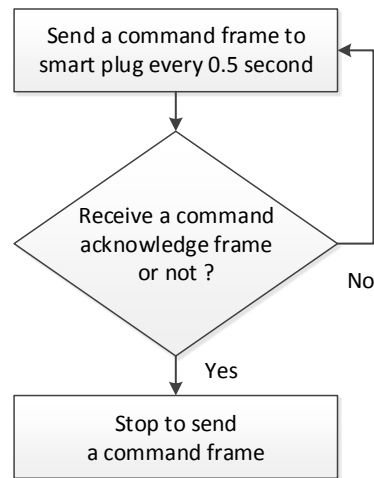 Send a command frame to
smart plug every 0.5 second
Receive a command
acknowledge frame
or not ?
No
Yes
Stop to send
a command frame